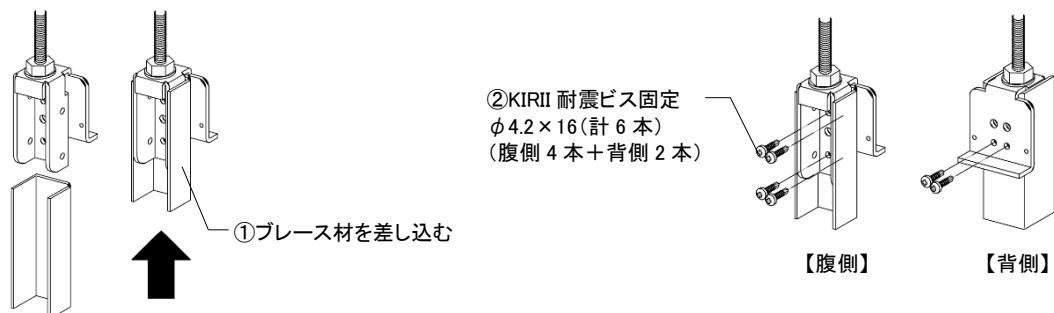 ①ブレース材を差し込む
②KIRII 耐震ビス固定
φ4.2×16(計 6 本)
(腹側 4 本+背側 2 本)
【腹側】
【背側】